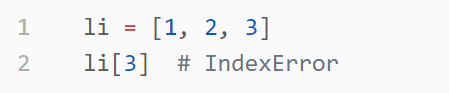 1 li = [1, 2, 3]
2 li[3] # IndexError